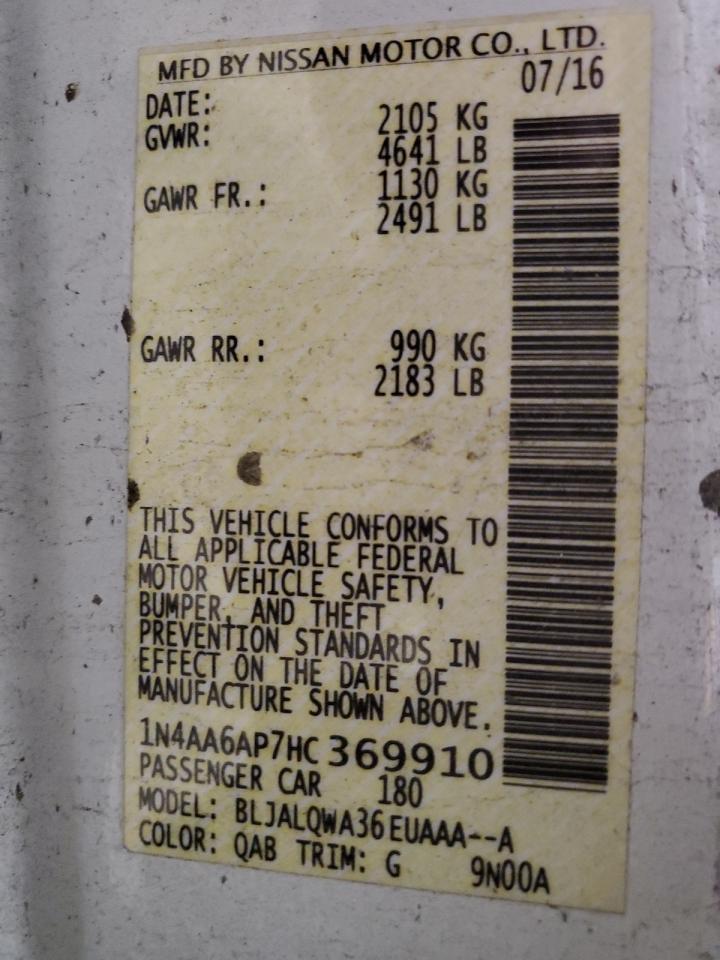 MFD BY NISSAN MOTOR CO., LTD.
DATE: 07/16
GVWR: 2105 KG
4641 LB
GAWR FR.: 1130 KG
2491 LB
GAWR RR.: 990 KG
2183 LB
THIS VEHICLE CONFORMS TO
ALL APPLICABLE FEDERAL
MOTOR VEHICLE SAFETY,
BUMPER, AND THEFT
PREVENTION STANDARDS IN
EFFECT ON THE DATE OF
MANUFACTURE SHOWN ABOVE.
1N4AA6AP7HC369910
PASSENGER CAR 180
MODEL: BLJALQWA36EUAAA--A
COLOR: QAB TRIM: G 9N00A